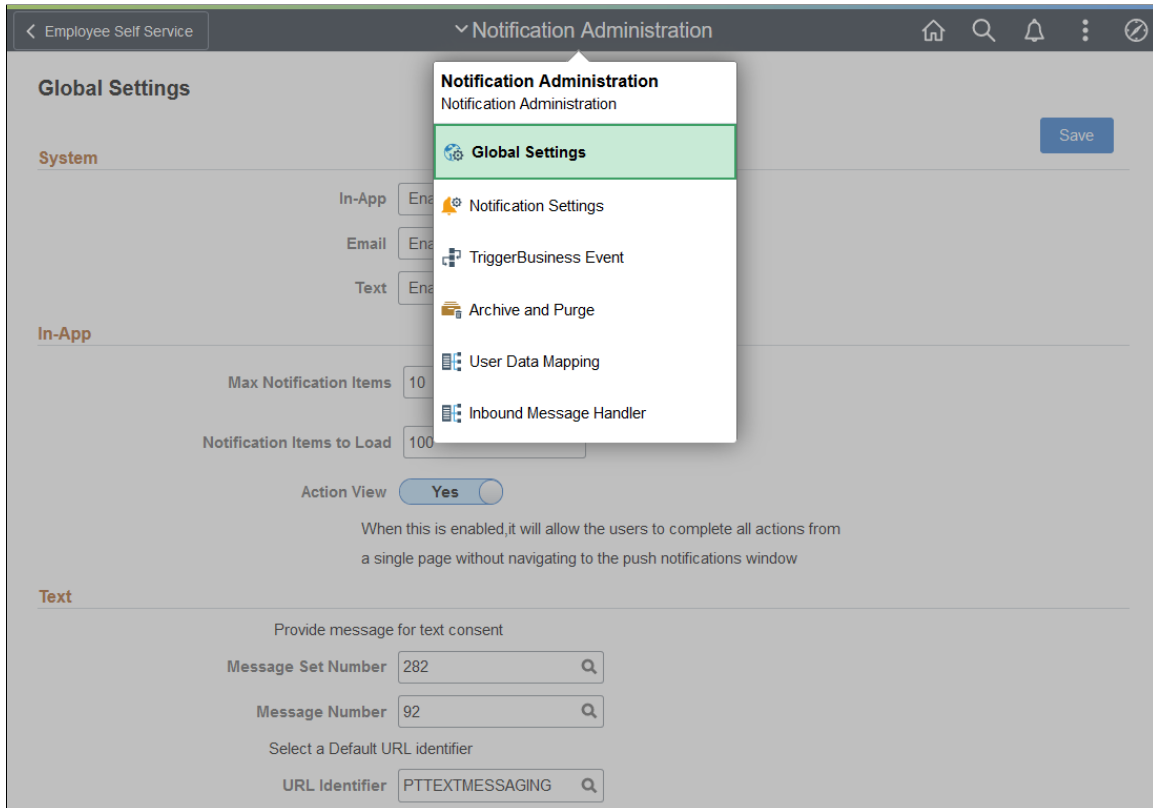 Employee Self Service
Notification Administration
Global Settings
Notification Administration
Notification Administration
Global Settings
Notification Settings
TriggerBusiness Event
Archive and Purge
User Data Mapping
Inbound Message Handler
Save
System
In-App
Email
Text
In-App
Max Notification Items 10
Notification Items to Load 100
Action View Yes
When this is enabled,it will allow the users to complete all actions from
a single page without navigating to the push notifications window
Text
Provide message for text consent
Message Set Number 282
Message Number 92
Select a Default URL identifier
URL Identifier PTTEXTMESSAGING